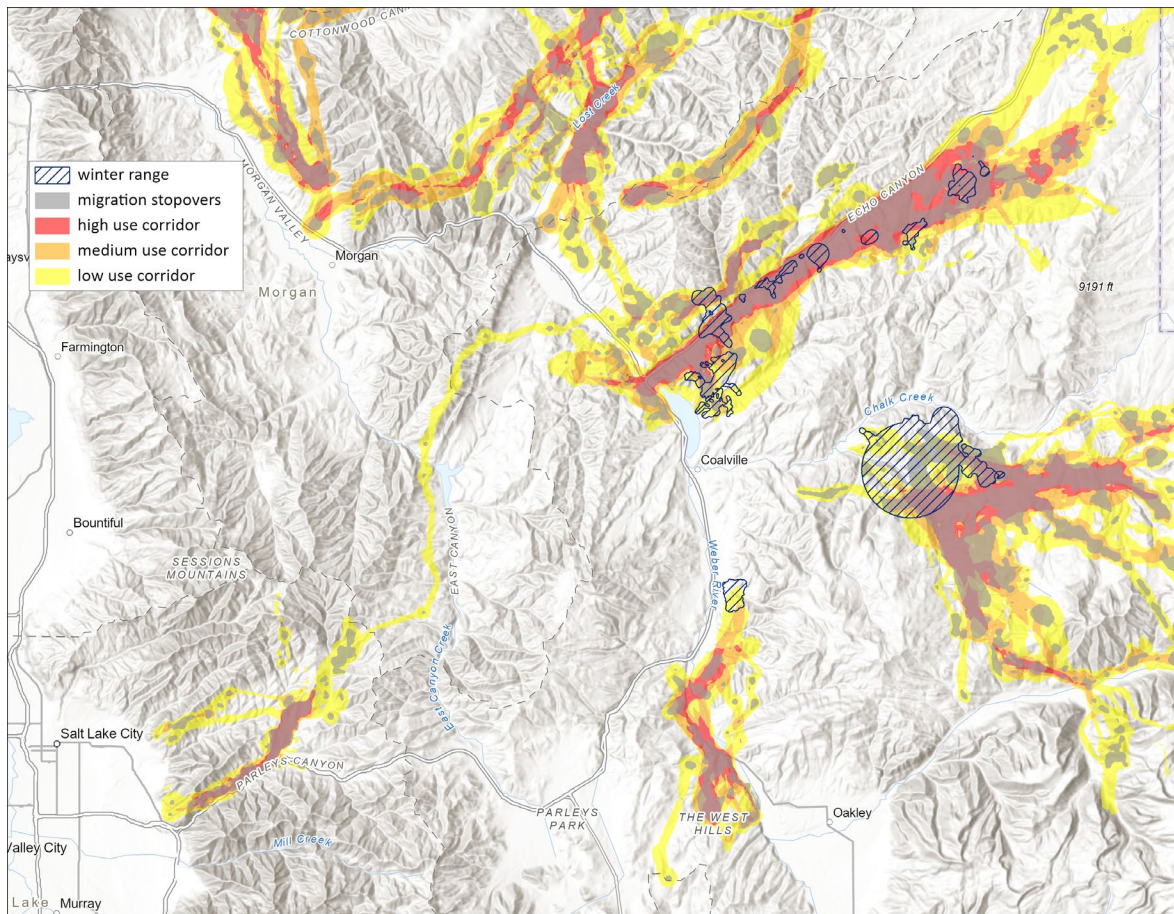 COTTONWOOD CAN
Lost Creek
winter range
migration stopovers
high use corridor
medium use corridor
low use corridor
MORGAN VALLEY
ECHO CANYON
aysv
Morgan
Morgan
9191 ft
Farmington
Chalk Creek
Coalville
Bountiful
EAST CANYON
SESSIONS
MOUNTAINS
Weber River
East Canyon Creek
Salt Lake City
PARLEYS CANYON
PARLEYS
PARK
THE WEST
HILLS
Oakley
Mill Creek
Valley City
Lake
Murray